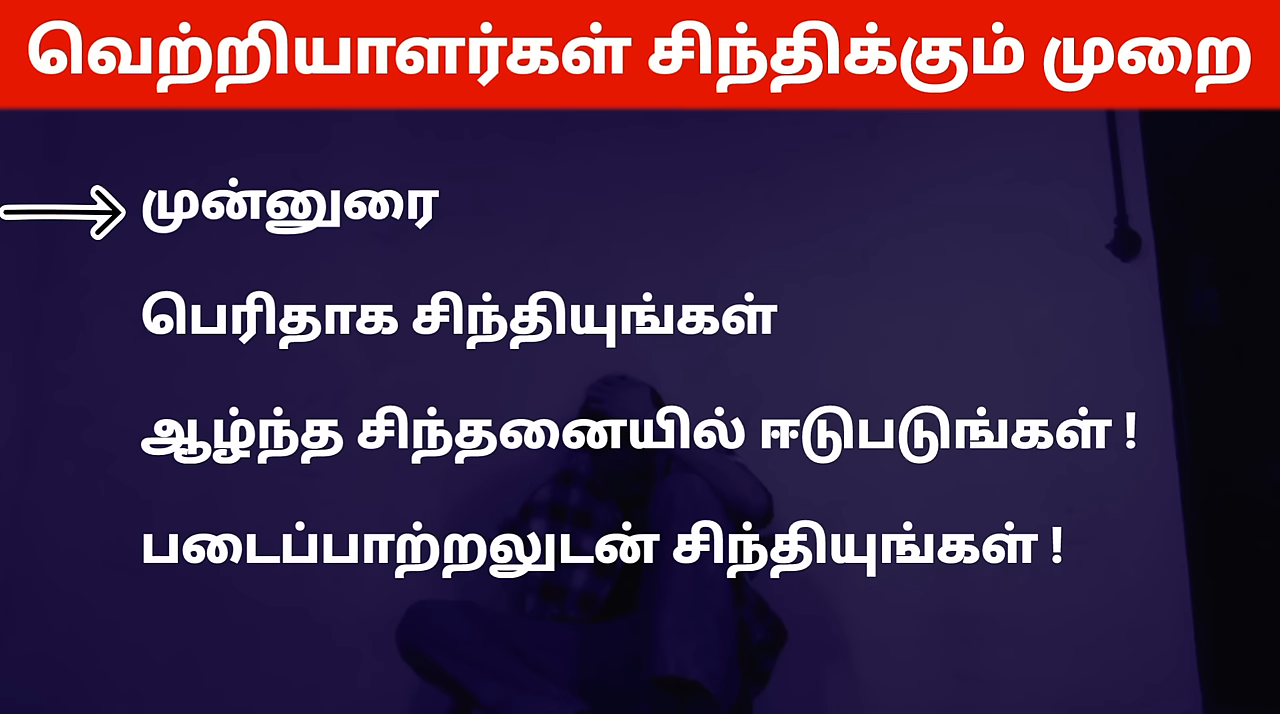 வெற்றியாளர்கள் சிந்திக்கும் முறை
முன்னுரை
பெரிதாக சிந்தியுங்கள்
ஆழ்ந்த சிந்தனையில் ஈடுபடுங்கள் !
படைப்பாற்றலுடன் சிந்தியுங்கள் !